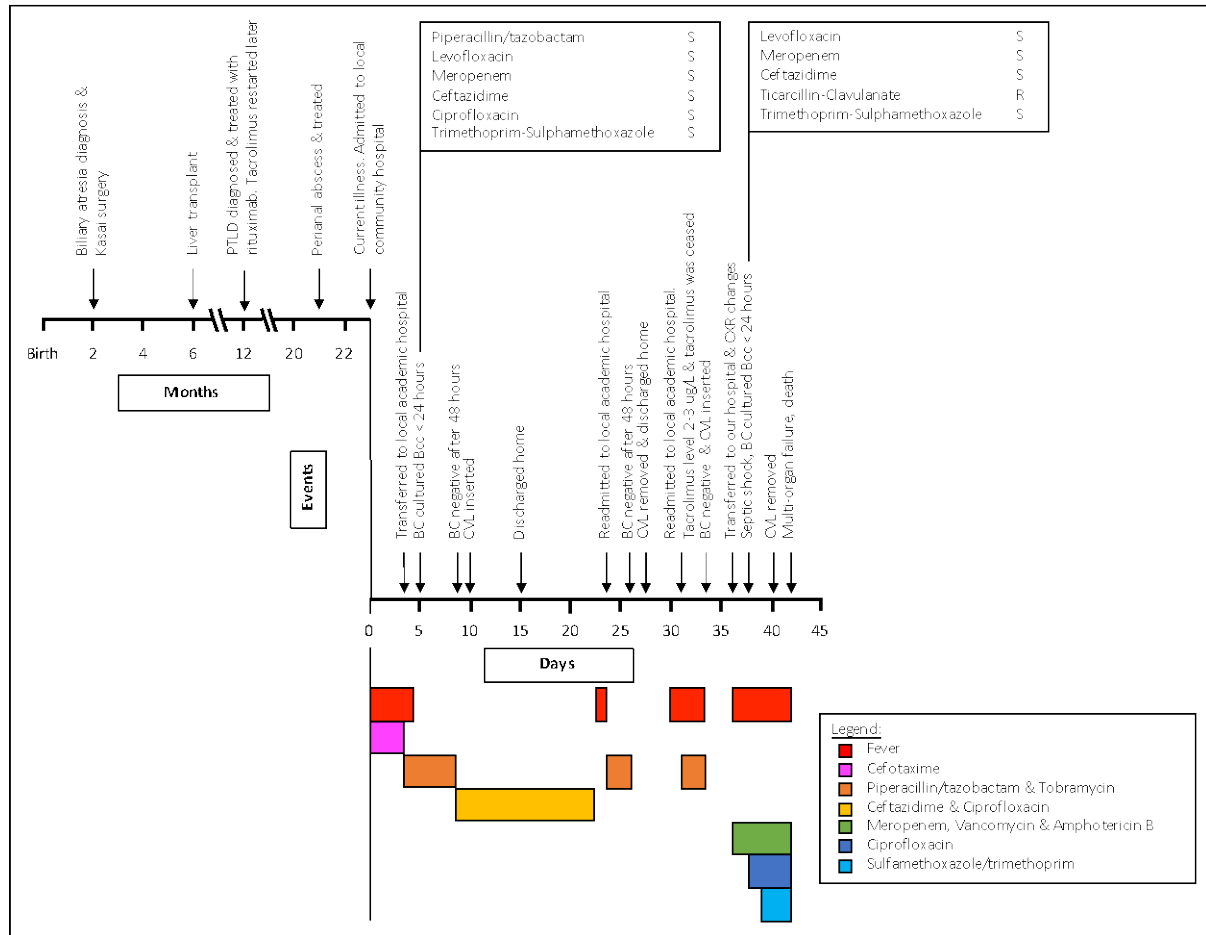 Piperacillin/tazobactam S
Levofloxacin S
Meropenem S
Ceftazidime S
Ciprofloxacin S
Trimethoprim-Sulphamethoxazole S
Levofloxacin S
Meropenem S
Ceftazidime S
Ticarcillin-Clavulanate R
Trimethoprim-Sulphamethoxazole S
Biliary atresia diagnosis &
Kasai surgery
Liver transplant
PTLD diagnosed & treated with
rituximab. Tacrolimus restarted later
Perianal abscess & treated
Current illness. Admitted to local
community hospital
Birth 2 4 6 12 20 22
Months
Events
Transferred to local academic hospital
BC cultured Bcc < 24 hours
BC negative after 48 hours
CVL inserted
Discharged home
Readmitted to local academic hospital
BC negative after 48 hours
CVL removed & discharged home
Readmitted to local academic hospital.
Tacrolimus level 2-3 ug/L & tacrolimus was ceased
BC negative & CVL inserted
Transferred to our hospital & CXR changes
Septic shock, BC cultured Bcc < 24 hours
CVL removed
Multi-organ failure, death
0 5 10 15 20 25 30 35 40 45
Days
Legend:
Fever
Cefotaxime
Piperacillin/tazobactam & Tobramycin
Ceftazidime & Ciprofloxacin
Meropenem, Vancomycin & Amphotericin B
Ciprofloxacin
Sulfamethoxazole/trimethoprim